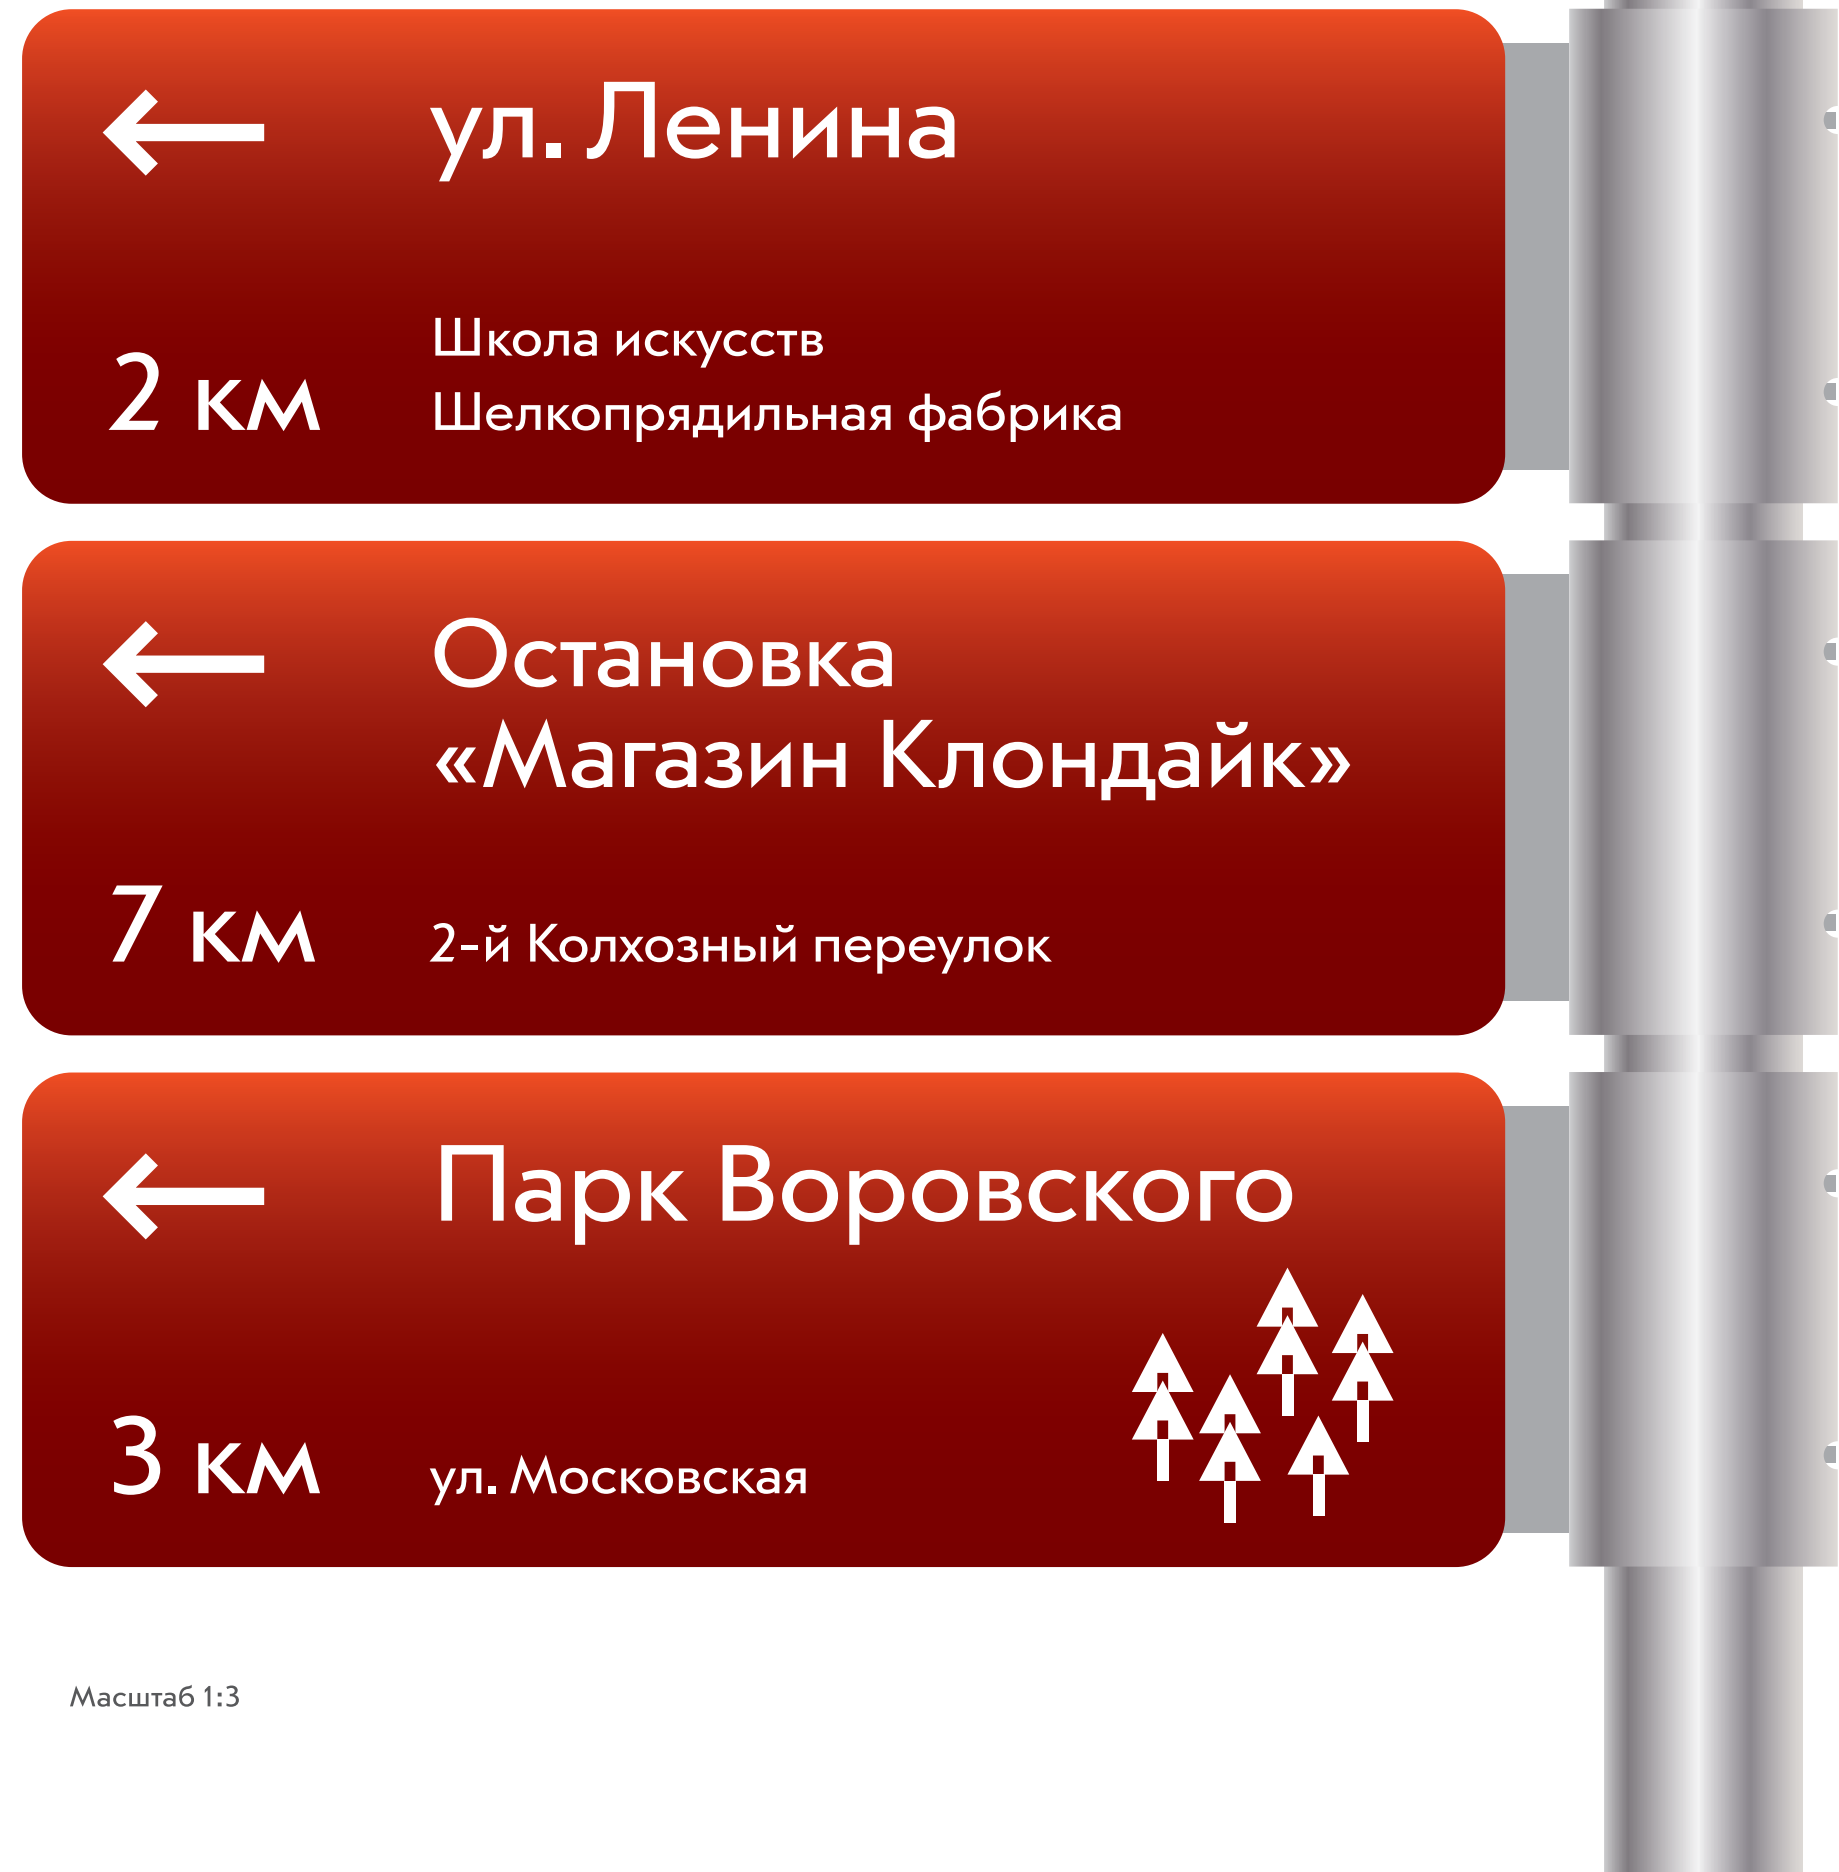 ← ул. Ленина
Школа искусств
2 км Шелкопрядильная фабрика
← Остановка
«Магазин Клондайк»
7 км 2-й Колхозный переулок
← Парк Воровского
3 км ул. Московская
Масштаб 1:3